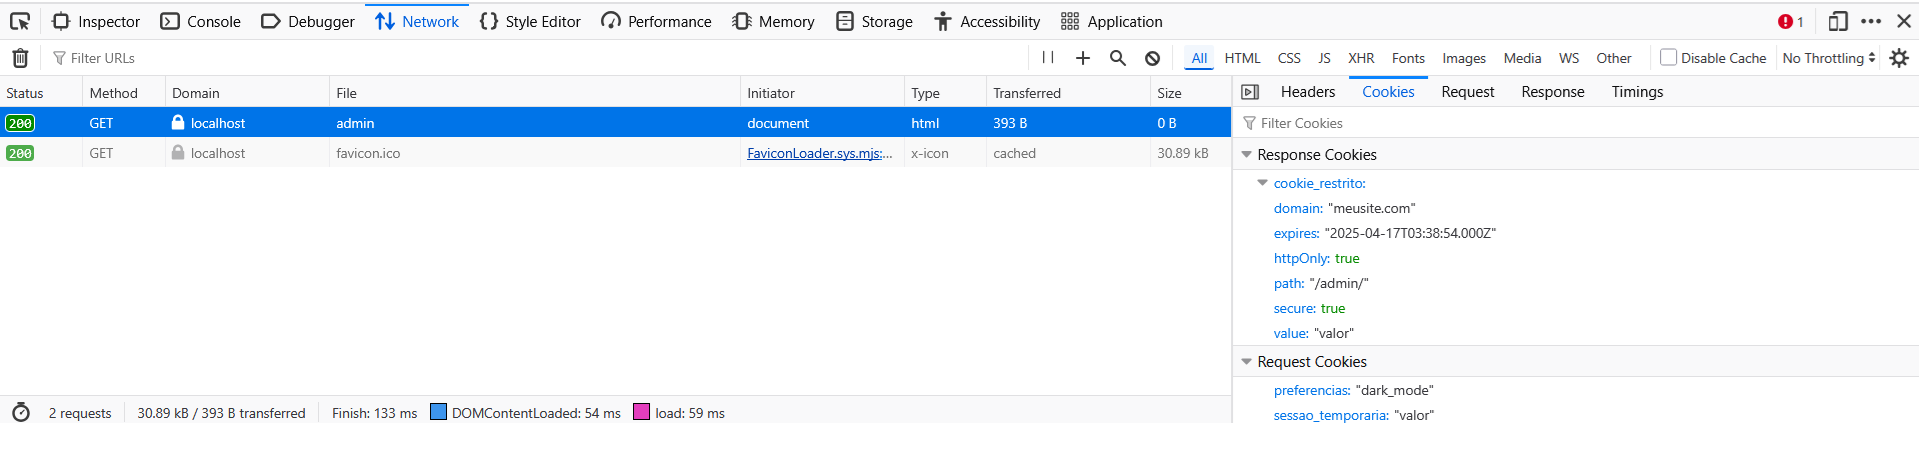 Inspector Console Debugger Network Style Editor Performance Memory Storage Accessibility Application 1
Filter URLs All HTML CSS JS XHR Fonts Images Media WS Other Disable Cache No Throttling
Status Method Domain File Initiator Type Transferred Size
200 GET localhost admin document html 393 B 0 B
200 GET localhost favicon.ico FaviconLoader.sys.mjs:... x-icon cached 30.89 kB
2 requests 30.89 kB / 393 B transferred Finish: 133 ms DOMContentLoaded: 54 ms load: 59 ms
Headers Cookies Request Response Timings
Filter Cookies
Response Cookies
cookie_restrito:
domain: "meusite.com"
expires: "2025-04-17T03:38:54.000Z"
httpOnly: true
path: "/admin/"
secure: true
value: "valor"
Request Cookies
preferencias: "dark_mode"
sessao_temporaria: "valor"